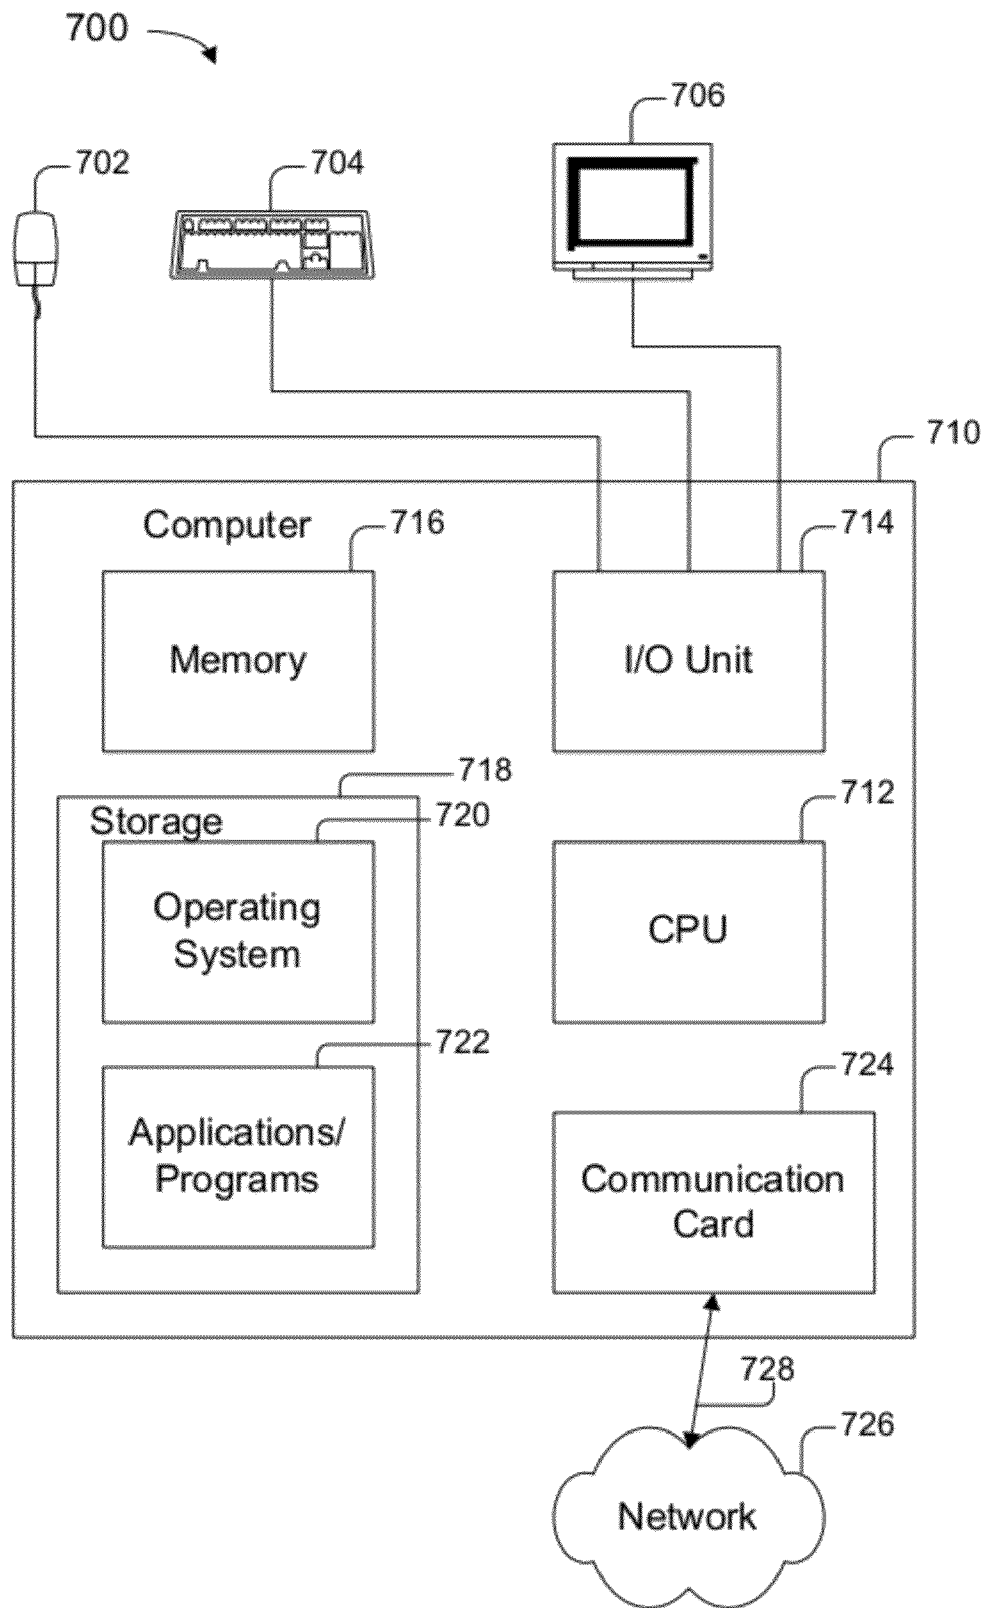 700
706
702
704
710
Computer
716
714
Memory
I/O Unit
718
Storage
720
712
Operating
System
CPU
722
724
Applications/
Programs
Communication
Card
728
726
Network